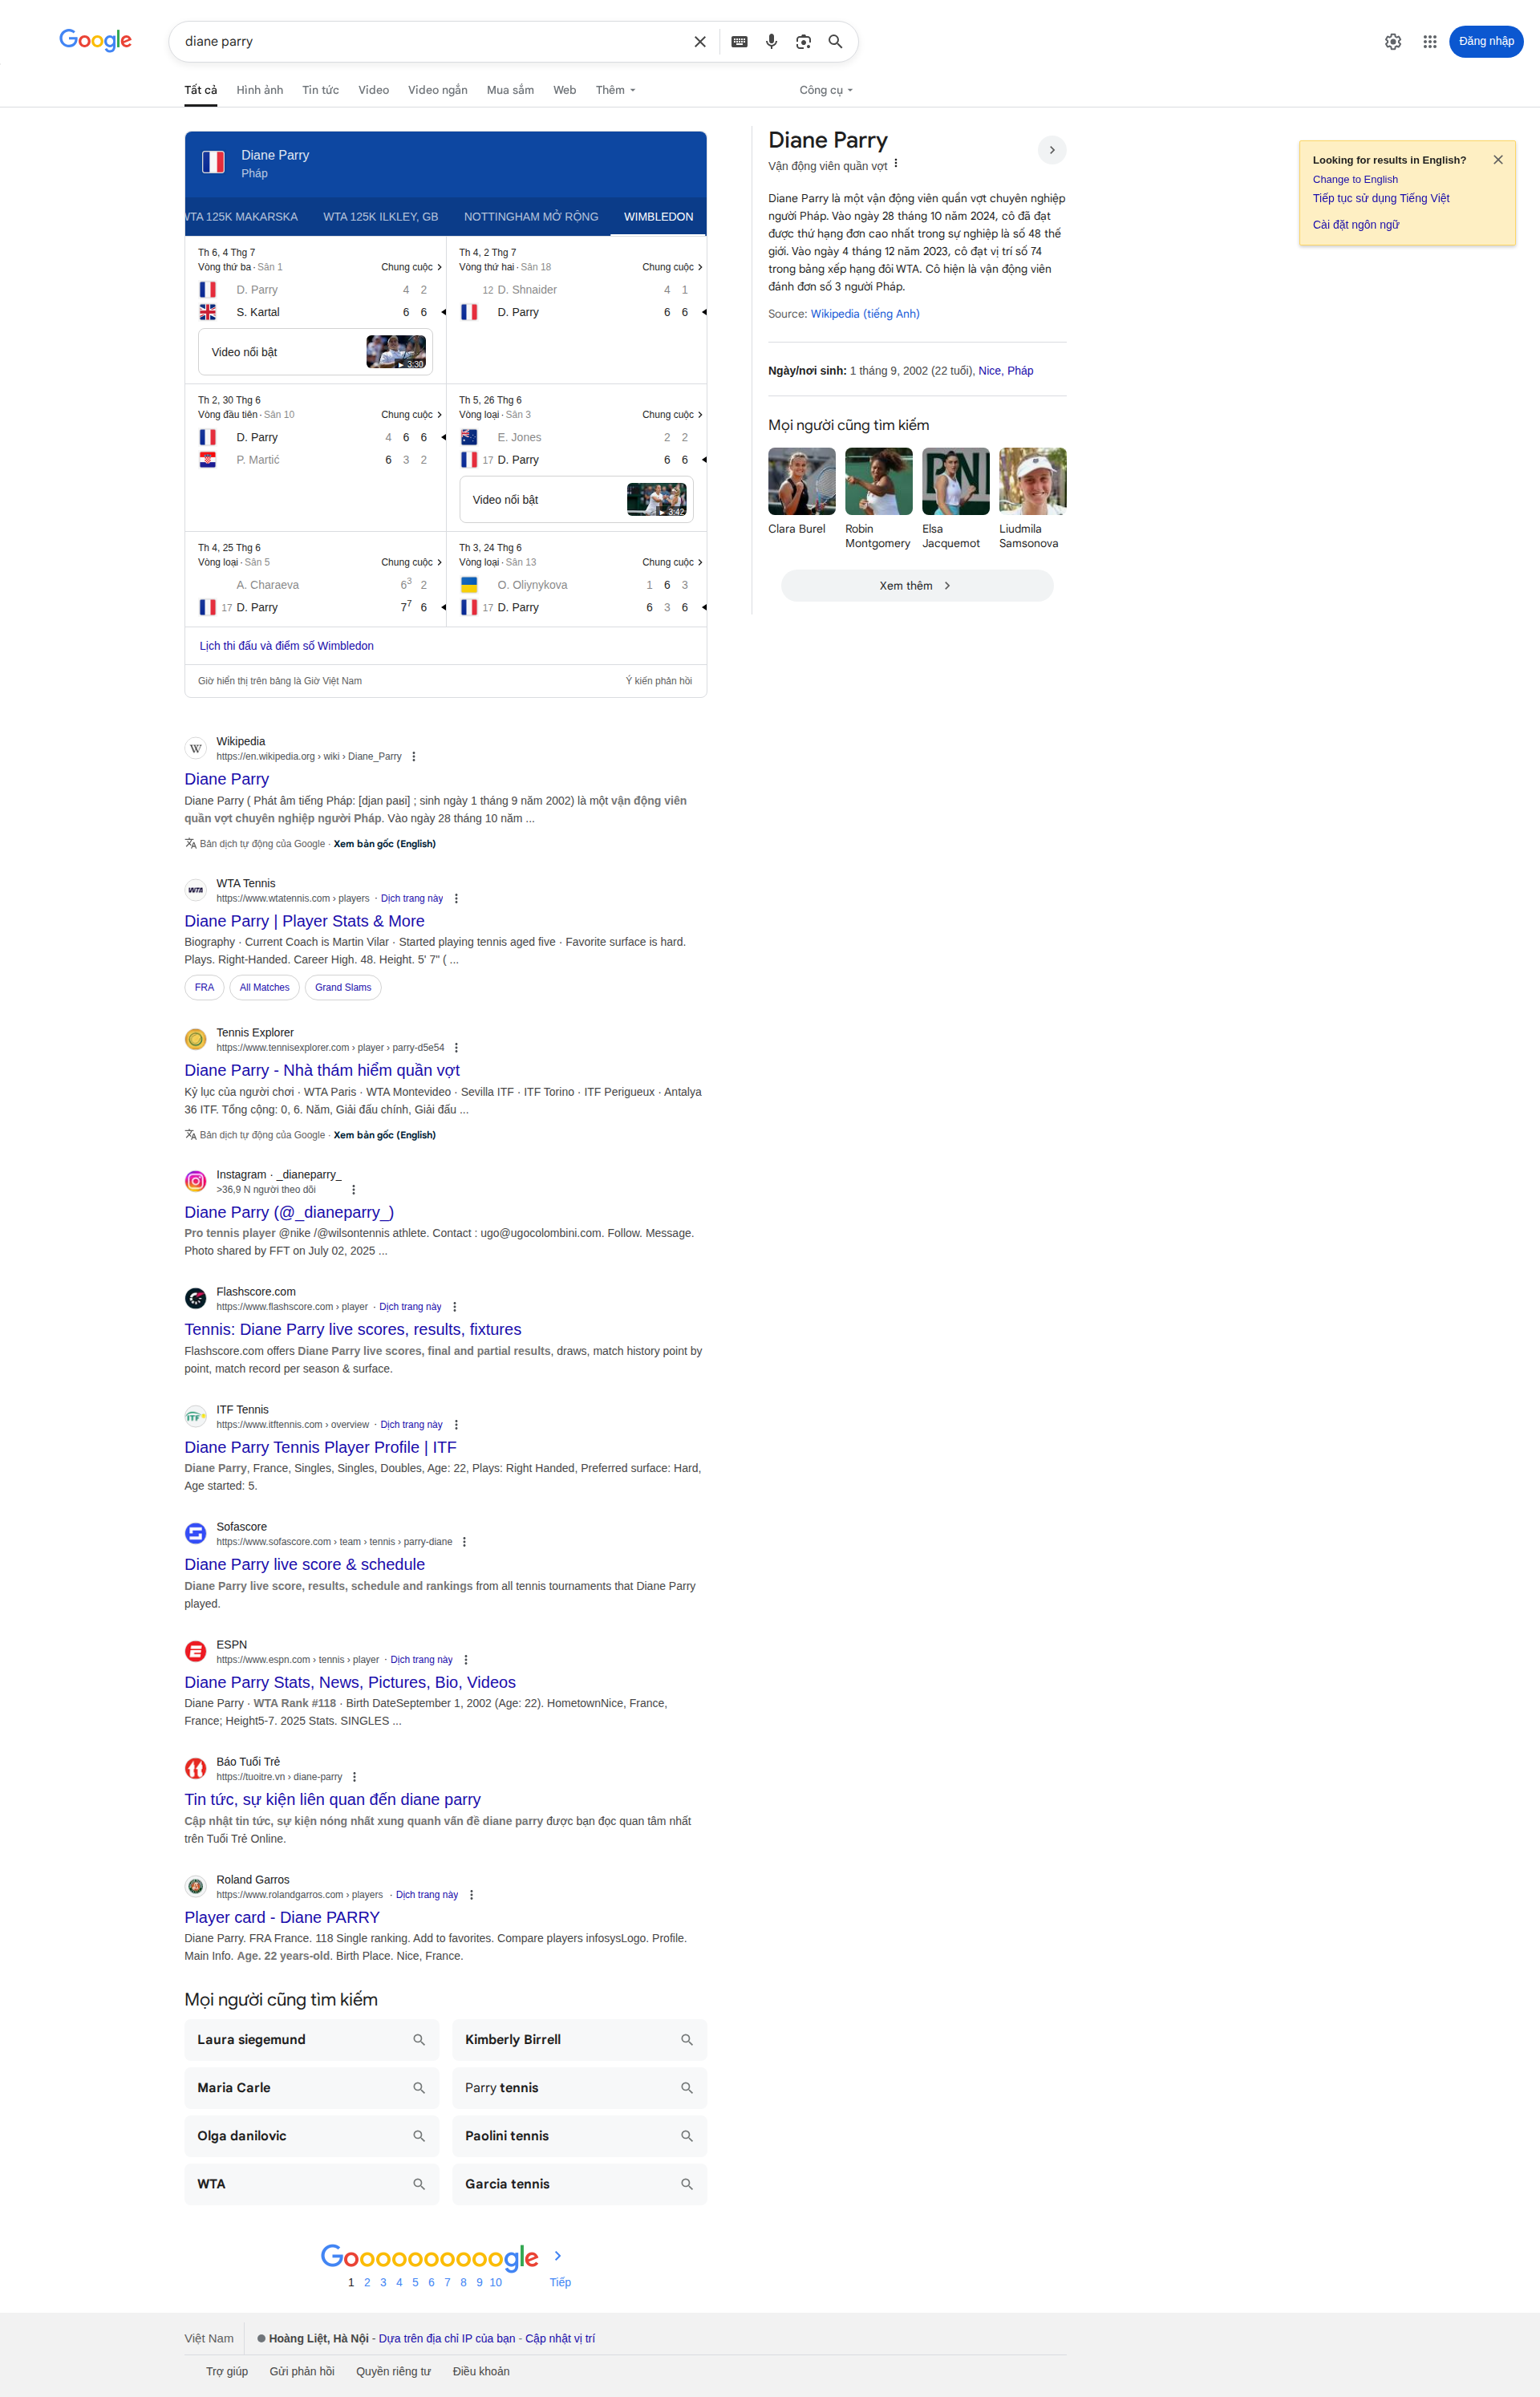 Google
diane parry
Đăng nhập
Tất cả
Hình ảnh
Tin tức
Video
Video ngắn
Mua sắm
Web
Thêm
Công cụ
Diane Parry
Pháp
WTA 125K MAKARSKA
WTA 125K ILKLEY, GB
NOTTINGHAM MỞ RỘNG
WIMBLEDON
Th 6, 4 Thg 7
Vòng thứ ba · Sân 1 Chung cuộc
D. Parry 4 2
S. Kartal 6 6
Video nổi bật
3:30
Th 4, 2 Thg 7
Vòng thứ hai · Sân 18 Chung cuộc
12 D. Shnaider 4 1
D. Parry 6 6
Th 2, 30 Thg 6
Vòng đầu tiên · Sân 10 Chung cuộc
D. Parry 4 6 6
P. Martić 6 3 2
Th 5, 26 Thg 6
Vòng loại · Sân 3 Chung cuộc
E. Jones 2 2
17 D. Parry 6 6
Video nổi bật
3:42
Th 4, 25 Thg 6
Vòng loại · Sân 5 Chung cuộc
A. Charaeva 6³ 2
17 D. Parry 7⁷ 6
Th 3, 24 Thg 6
Vòng loại · Sân 13 Chung cuộc
O. Oliynykova 1 6 3
17 D. Parry 6 3 6
Lịch thi đấu và điểm số Wimbledon
Giờ hiển thị trên bảng là Giờ Việt Nam
Ý kiến phản hồi
Diane Parry
Vận động viên quần vợt
Diane Parry là một vận động viên quần vợt chuyên nghiệp
người Pháp. Vào ngày 28 tháng 10 năm 2024, cô đã đạt
được thứ hạng đơn cao nhất trong sự nghiệp là số 48 thế
giới. Vào ngày 4 tháng 12 năm 2023, cô đạt vị trí số 74
trong bảng xếp hạng đôi WTA. Cô hiện là vận động viên
đánh đơn số 3 người Pháp.
Source: Wikipedia (tiếng Anh)
Ngày/nơi sinh: 1 tháng 9, 2002 (22 tuổi), Nice, Pháp
Mọi người cũng tìm kiếm
Clara Burel
Robin
Montgomery
Elsa
Jacquemot
Liudmila
Samsonova
Xem thêm
Looking for results in English?
Change to English
Tiếp tục sử dụng Tiếng Việt
Cài đặt ngôn ngữ
W
Wikipedia
https://en.wikipedia.org › wiki › Diane_Parry
Diane Parry
Diane Parry ( Phát âm tiếng Pháp: [djan paʁi] ; sinh ngày 1 tháng 9 năm 2002) là một vận động viên
quần vợt chuyên nghiệp người Pháp. Vào ngày 28 tháng 10 năm ...
Bản dịch tự động của Google · Xem bản gốc (English)
WTA
WTA Tennis
https://www.wtatennis.com › players · Dịch trang này
Diane Parry | Player Stats & More
Biography · Current Coach is Martin Vilar · Started playing tennis aged five · Favorite surface is hard.
Plays. Right-Handed. Career High. 48. Height. 5' 7" ( ...
FRA
All Matches
Grand Slams
Tennis Explorer
https://www.tennisexplorer.com › player › parry-d5e54
Diane Parry - Nhà thám hiểm quần vợt
Kỷ lục của người chơi · WTA Paris · WTA Montevideo · Sevilla ITF · ITF Torino · ITF Perigueux · Antalya
36 ITF. Tổng cộng: 0, 6. Năm, Giải đấu chính, Giải đấu ...
Bản dịch tự động của Google · Xem bản gốc (English)
Instagram · _dianeparry_
>36,9 N người theo dõi
Diane Parry (@_dianeparry_)
Pro tennis player @nike /@wilsontennis athlete. Contact : ugo@ugocolombini.com. Follow. Message.
Photo shared by FFT on July 02, 2025 ...
Flashscore.com
https://www.flashscore.com › player · Dịch trang này
Tennis: Diane Parry live scores, results, fixtures
Flashscore.com offers Diane Parry live scores, final and partial results, draws, match history point by
point, match record per season & surface.
ITF
ITF Tennis
https://www.itftennis.com › overview · Dịch trang này
Diane Parry Tennis Player Profile | ITF
Diane Parry, France, Singles, Singles, Doubles, Age: 22, Plays: Right Handed, Preferred surface: Hard,
Age started: 5.
Sofascore
https://www.sofascore.com › team › tennis › parry-diane
Diane Parry live score & schedule
Diane Parry live score, results, schedule and rankings from all tennis tournaments that Diane Parry
played.
ESPN
https://www.espn.com › tennis › player · Dịch trang này
Diane Parry Stats, News, Pictures, Bio, Videos
Diane Parry · WTA Rank #118 · Birth DateSeptember 1, 2002 (Age: 22). HometownNice, France,
France; Height5-7. 2025 Stats. SINGLES ...
Báo Tuổi Trẻ
https://tuoitre.vn › diane-parry
Tin tức, sự kiện liên quan đến diane parry
Cập nhật tin tức, sự kiện nóng nhất xung quanh vấn đề diane parry được bạn đọc quan tâm nhất
trên Tuổi Trẻ Online.
Roland Garros
https://www.rolandgarros.com › players · Dịch trang này
Player card - Diane PARRY
Diane Parry. FRA France. 118 Single ranking. Add to favorites. Compare players infosysLogo. Profile.
Main Info. Age. 22 years-old. Birth Place. Nice, France.
Mọi người cũng tìm kiếm
Laura siegemund
Kimberly Birrell
Maria Carle
Parry tennis
Olga danilovic
Paolini tennis
WTA
Garcia tennis
Goooooooooogle
1 2 3 4 5 6 7 8 9 10 Tiếp
Việt Nam
Hoàng Liệt, Hà Nội - Dựa trên địa chỉ IP của bạn - Cập nhật vị trí
Trợ giúp
Gửi phản hồi
Quyền riêng tư
Điều khoản